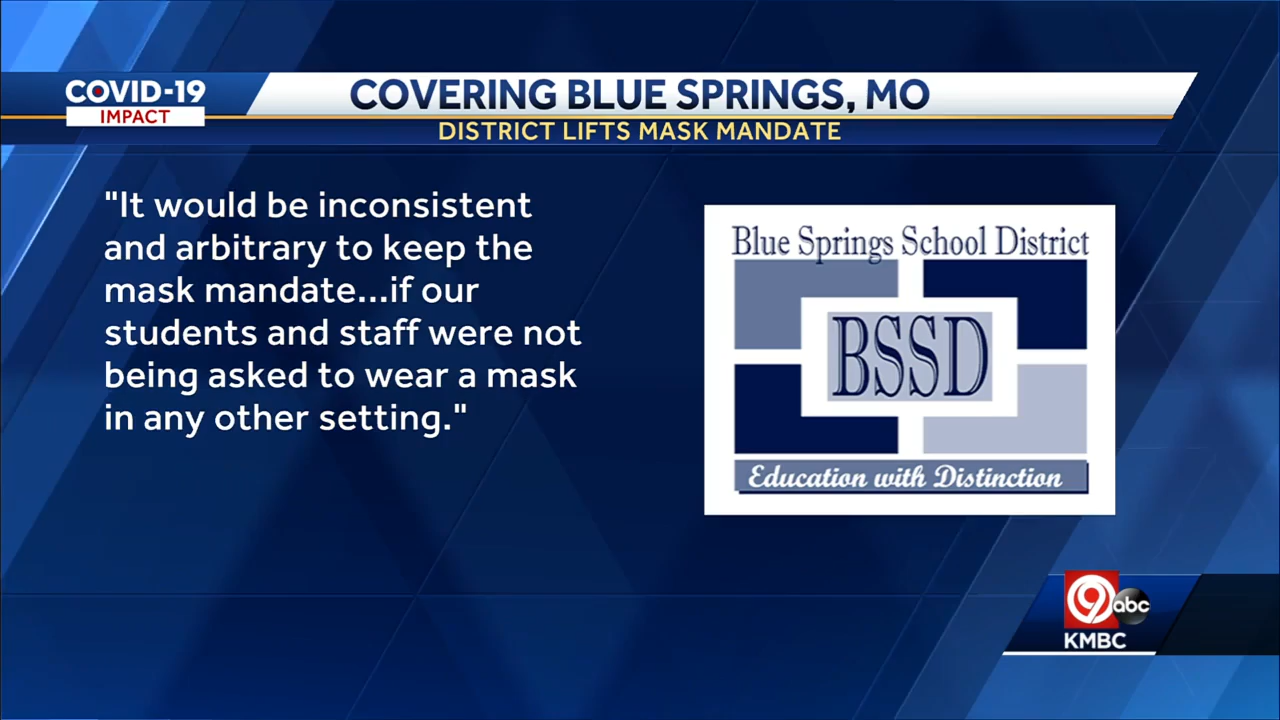 COVID-19
IMPACT
COVERING BLUE SPRINGS, MO
DISTRICT LIFTS MASK MANDATE
"It would be inconsistent
and arbitrary to keep the
mask mandate...if our
students and staff were not
being asked to wear a mask
in any other setting."
Blue Springs School District
BSSD
Education with Distinction
9
abc
KMBC